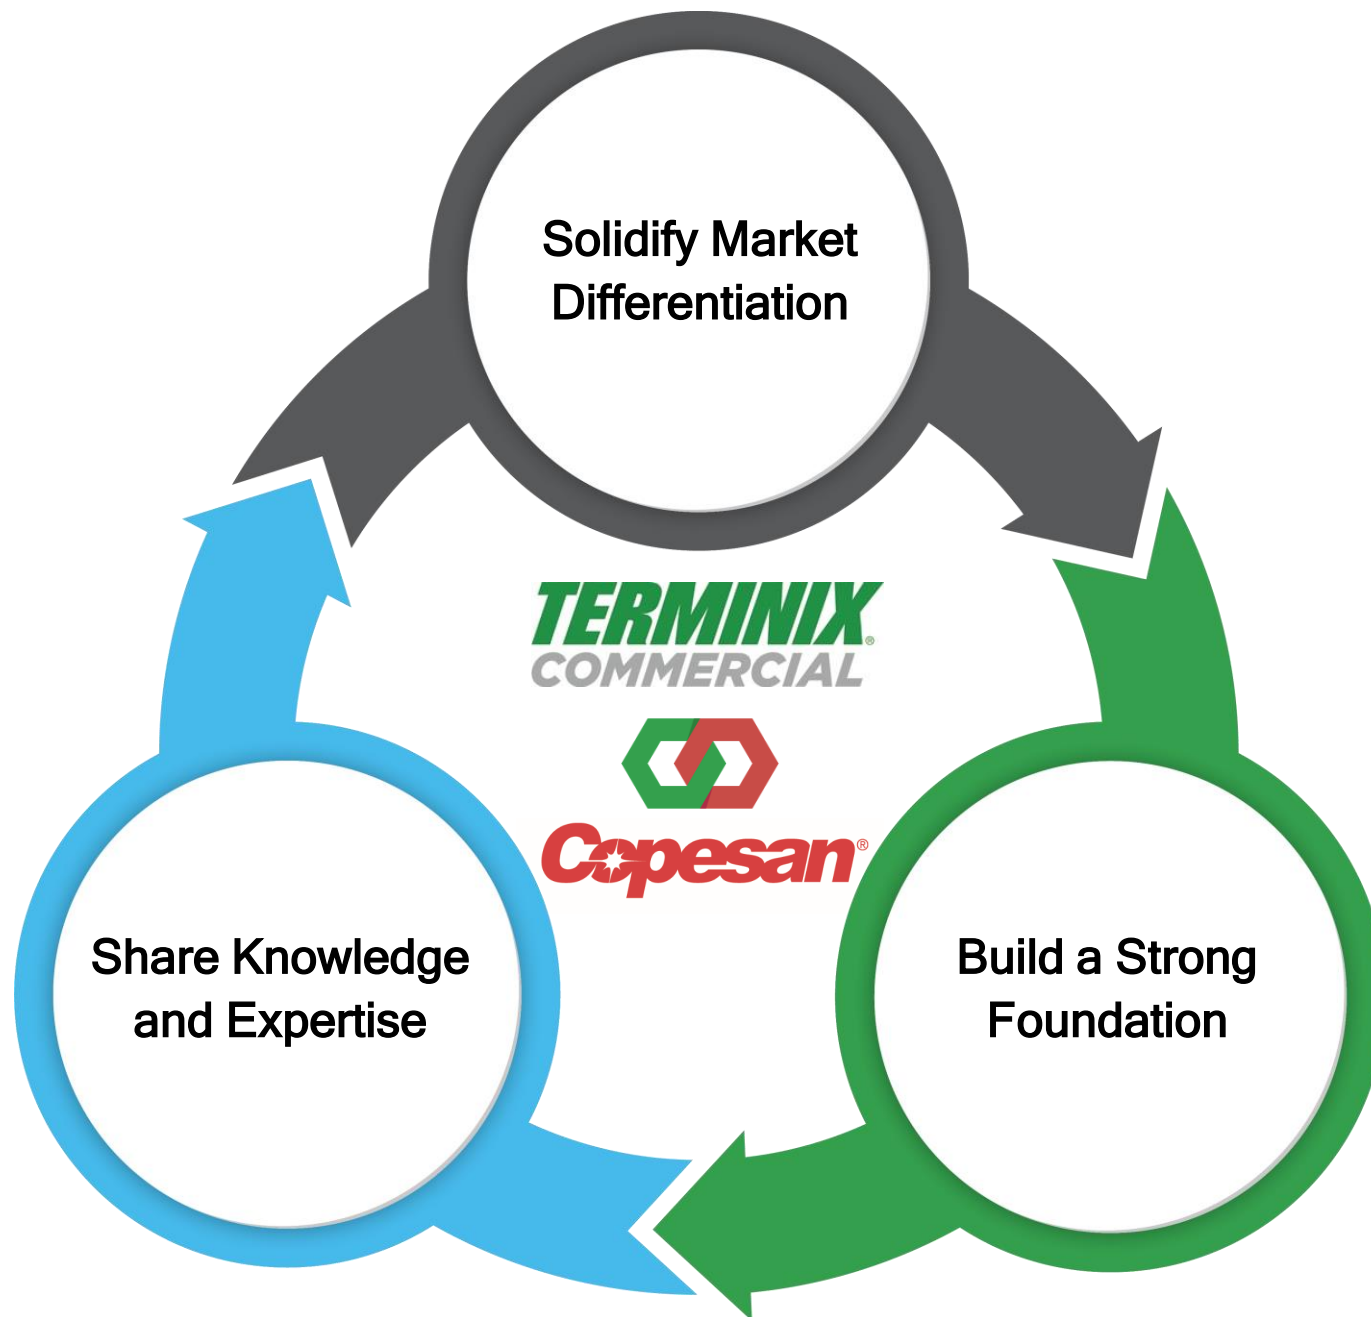 Solidify Market
Differentiation
TERMINIX®
COMMERCIAL
Copesan®
Share Knowledge
and Expertise
Build a Strong
Foundation